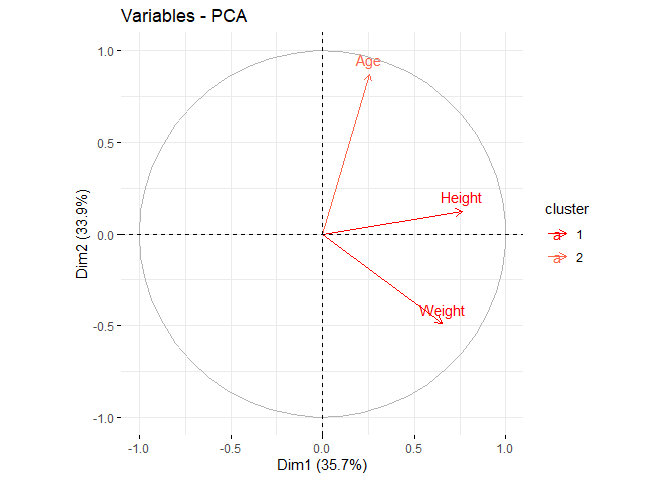 Variables - PCA
1.0
Age
0.5
Height
cluster
a 1
0.0
a 2
Dim2 (33.9%)
Weight
-0.5
-1.0
-1.0 -0.5 0.0 0.5 1.0
Dim1 (35.7%)